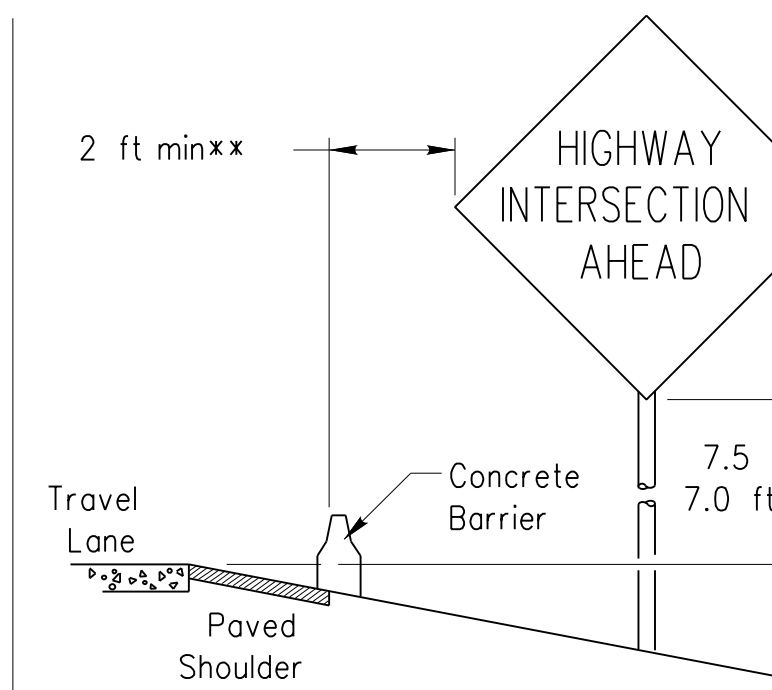 2 ft min**
HIGHWAY
INTERSECTION
AHEAD
7.5
7.0 ft
Concrete
Barrier
Travel
Lane
Paved
Shoulder